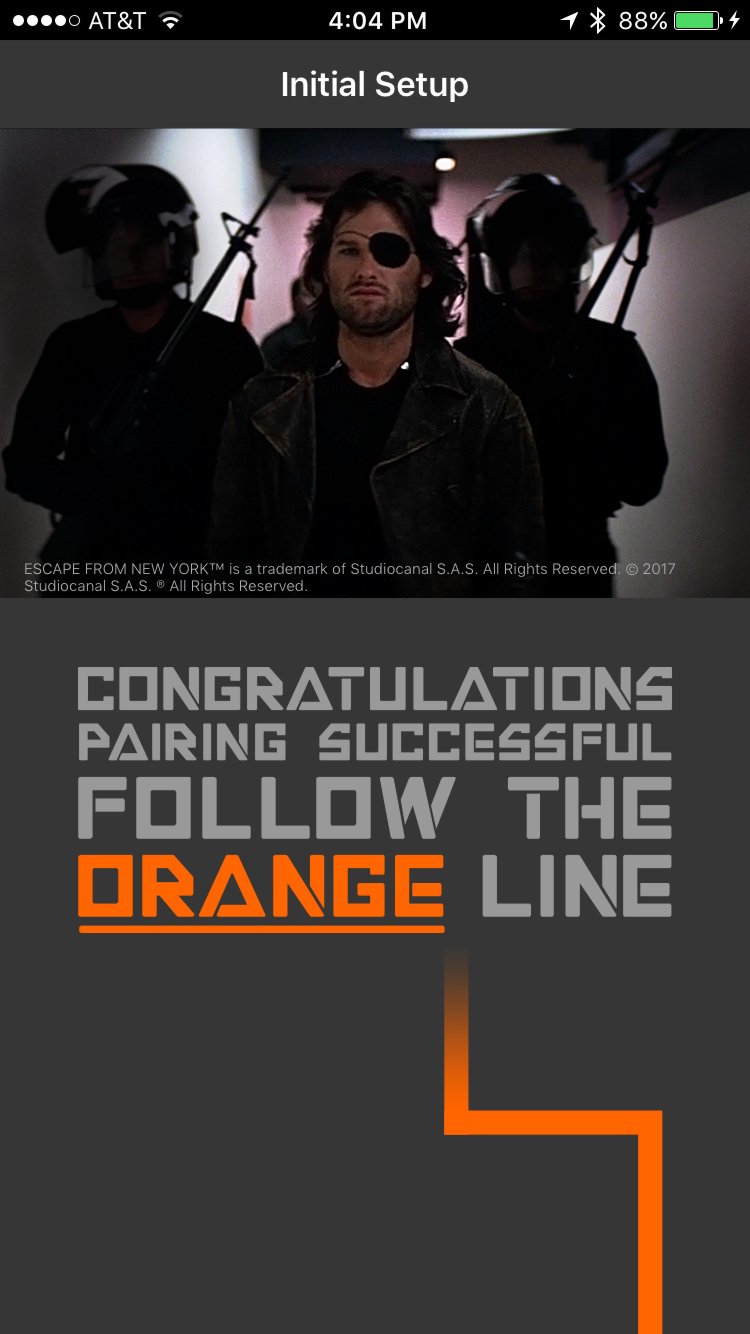 AT&T 4:04 PM 88%
Initial Setup
ESCAPE FROM NEW YORK™ is a trademark of Studiocanal S.A.S. All Rights Reserved. © 2017
Studiocanal S.A.S. ® All Rights Reserved.
CONGRATULATIONS
PAIRING SUCCESSFUL
FOLLOW THE
ORANGE LINE